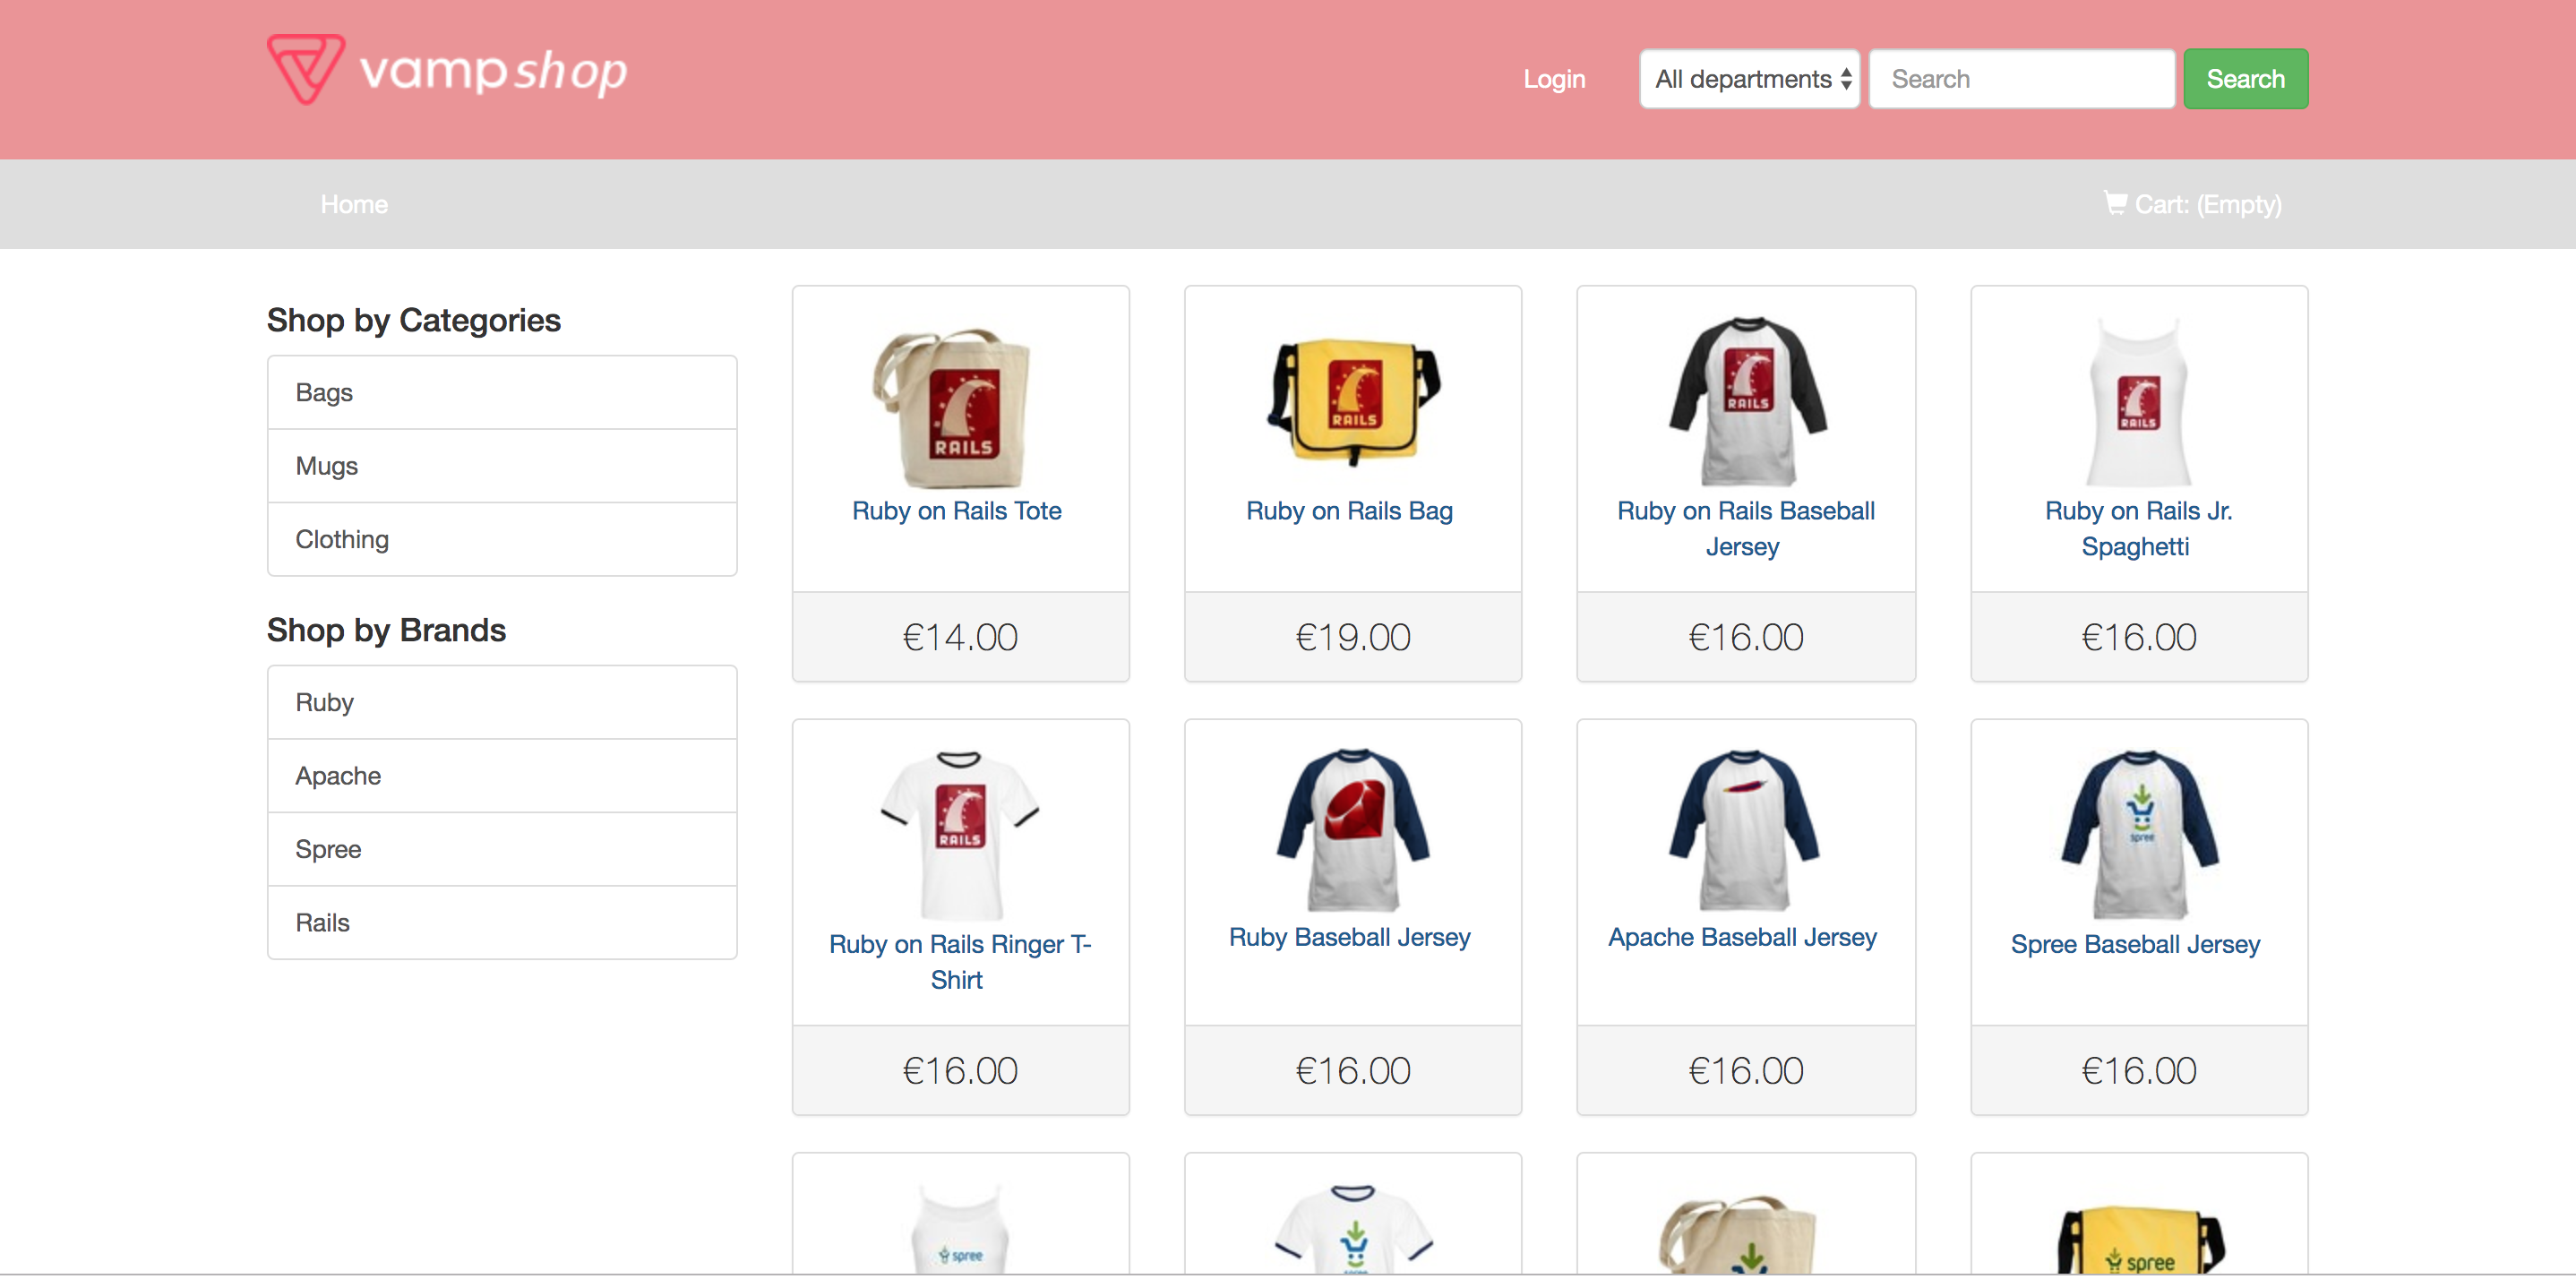 vamp shop
Login
All departments
Search
Search
Home
Cart: (Empty)
Shop by Categories
Bags
Mugs
Clothing
Shop by Brands
Ruby
Apache
Spree
Rails
RAILS
Ruby on Rails Tote
€14.00
RAILS
Ruby on Rails Bag
€19.00
RAILS
Ruby on Rails Baseball
Jersey
€16.00
RAILS
Ruby on Rails Jr.
Spaghetti
€16.00
RAILS
Ruby on Rails Ringer T-
Shirt
€16.00
Ruby Baseball Jersey
€16.00
Apache Baseball Jersey
€16.00
spree
Spree Baseball Jersey
€16.00
spree
spree